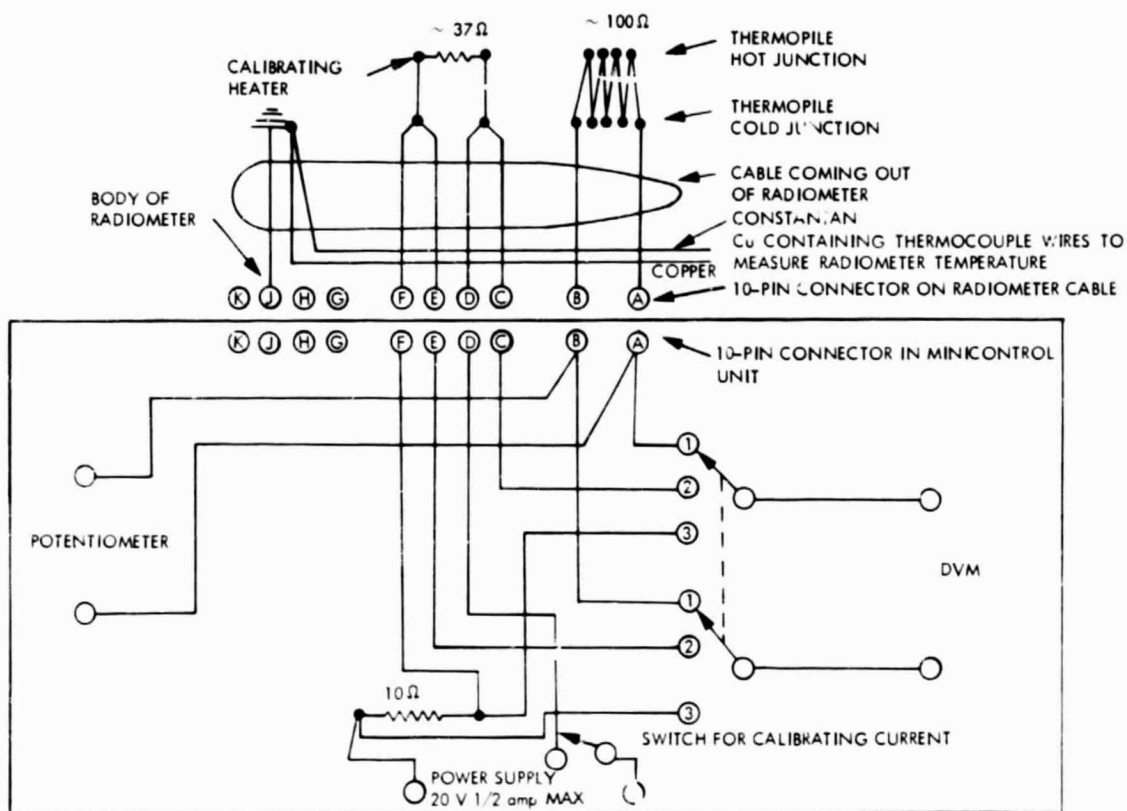 ~ 37Ω
~ 100Ω
CALIBRATING
HEATER
THERMOPILE
HOT JUNCTION
THERMOPILE
COLD JUNCTION
CABLE COMING OUT
OF RADIOMETER
BODY OF
RADIOMETER
CONSTANTAN
Cu CONTAINING THERMOCOUPLE WIRES TO
MEASURE RADIOMETER TEMPERATURE
COPPER
10-PIN CONNECTOR ON RADIOMETER CABLE
K J H G F E D C B A
K J H G F E D C B A
10-PIN CONNECTOR IN MINICONTROL
UNIT
1
2
3
POTENTIOMETER
DVM
1
2
10Ω
3
SWITCH FOR CALIBRATING CURRENT
POWER SUPPLY
20 V 1/2 amp MAX